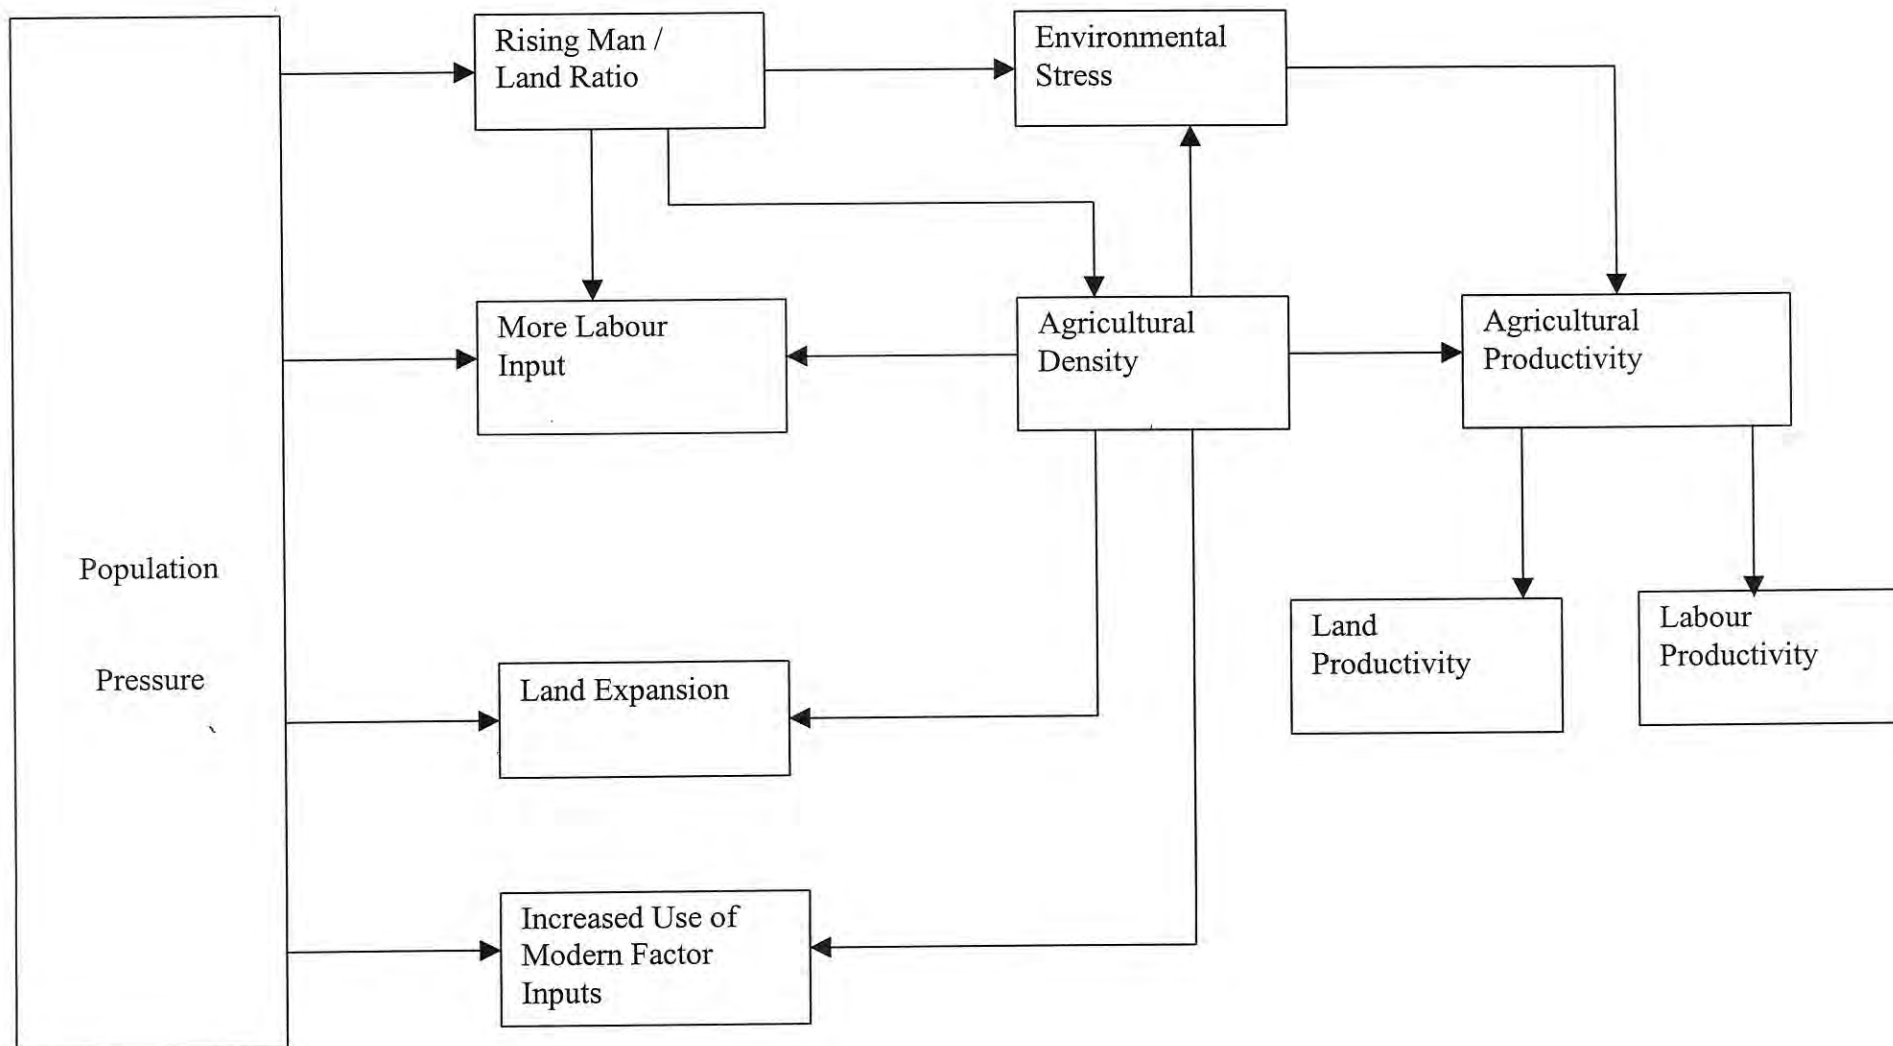 Rising Man /
Land Ratio
Environmental
Stress
More Labour
Input
Agricultural
Density
Agricultural
Productivity
Population
Pressure
Land
Productivity
Labour
Productivity
Land Expansion
Increased Use of
Modern Factor
Inputs